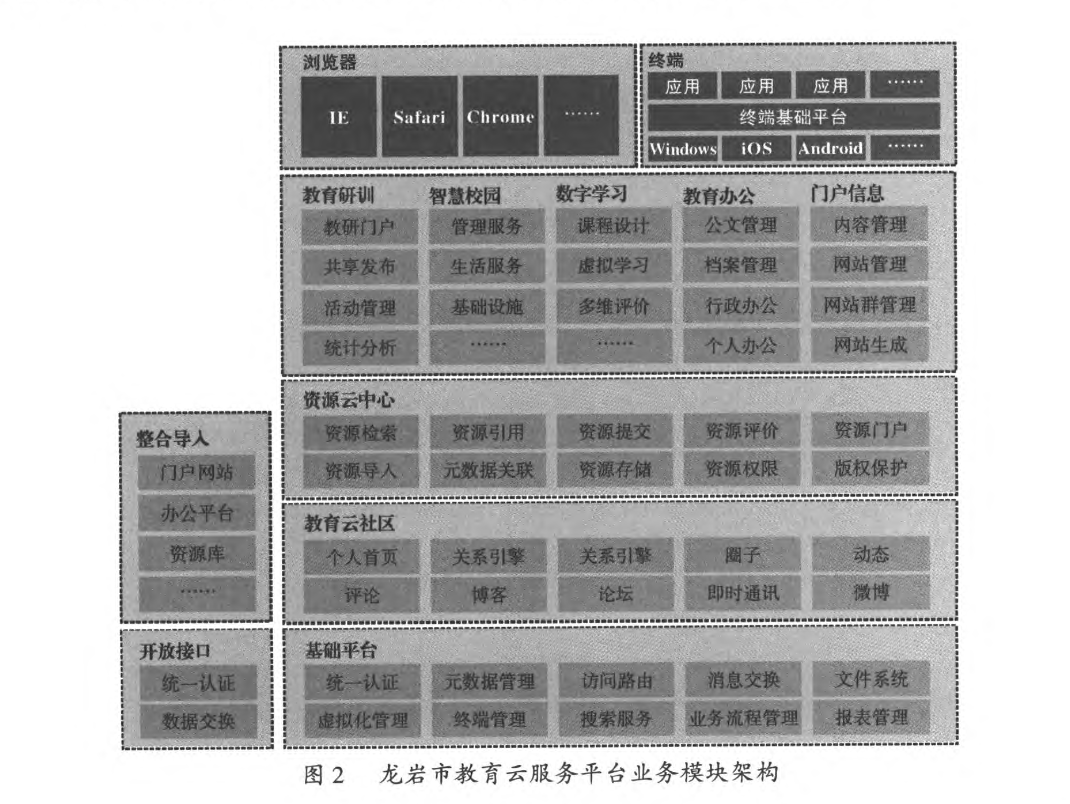 浏览器
IE Safari Chrome ……
终端
应用 应用 应用 ……
终端基础平台
Windows iOS Android ……
教育研训 智慧校园 数字学习 教育办公 门户信息
教研门户 管理服务 课程设计 公文管理 内容管理
共享发布 生活服务 虚拟学习 档案管理 网站管理
活动管理 基础设施 多维评价 行政办公 网站群管理
统计分析 …… …… 个人办公 网站生成
资源云中心
资源检索 资源引用 资源提交 资源评价 资源门户
资源导入 元数据关联 资源存储 资源权限 版权保护
整合导入
门户网站
办公平台
资源库
……
教育云社区
个人首页 关系引擎 关系引擎 圈子 动态
评论 博客 论坛 即时通讯 微博
开放接口
统一认证
数据交换
基础平台
统一认证 元数据管理 访问路由 消息交换 文件系统
虚拟化管理 终端管理 搜索服务 业务流程管理 报表管理
图2 龙岩市教育云服务平台业务模块架构